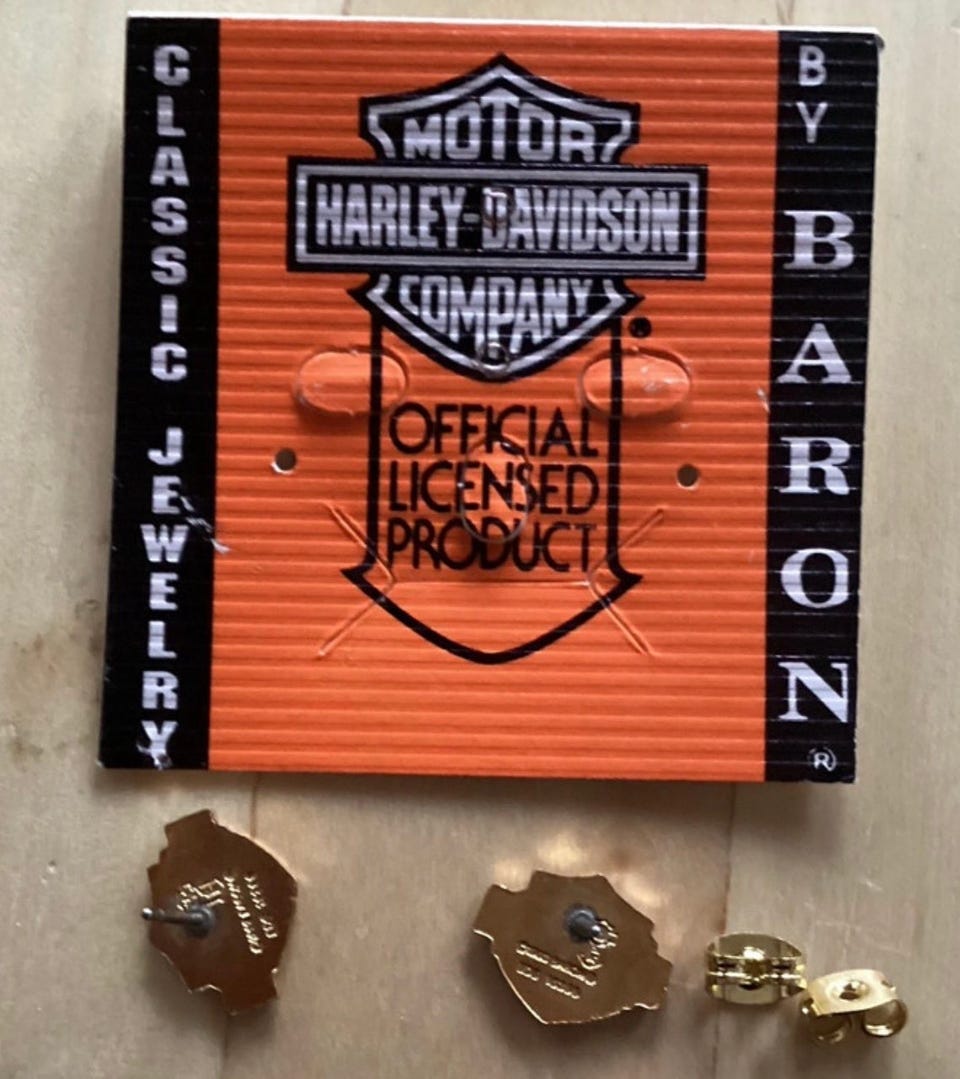 CLASSIC JEWELRY
MOTOR
HARLEY-DAVIDSON
COMPANY
®
OFFICIAL
LICENSED
PRODUCT
BY BARON
®